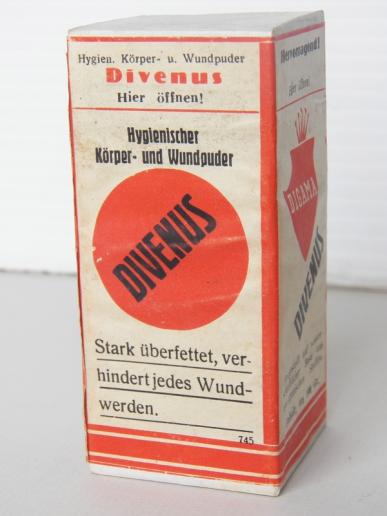 Hygien. Körper- u. Wundpuder
Divenus
Hier öffnen!
Hygienischer
Körper- und Wundpuder
DIVENUS
Stark überfettet, ver-
hindert jedes Wund-
werden.
745
Hervorragend!
DIGAMA
DIVENUS